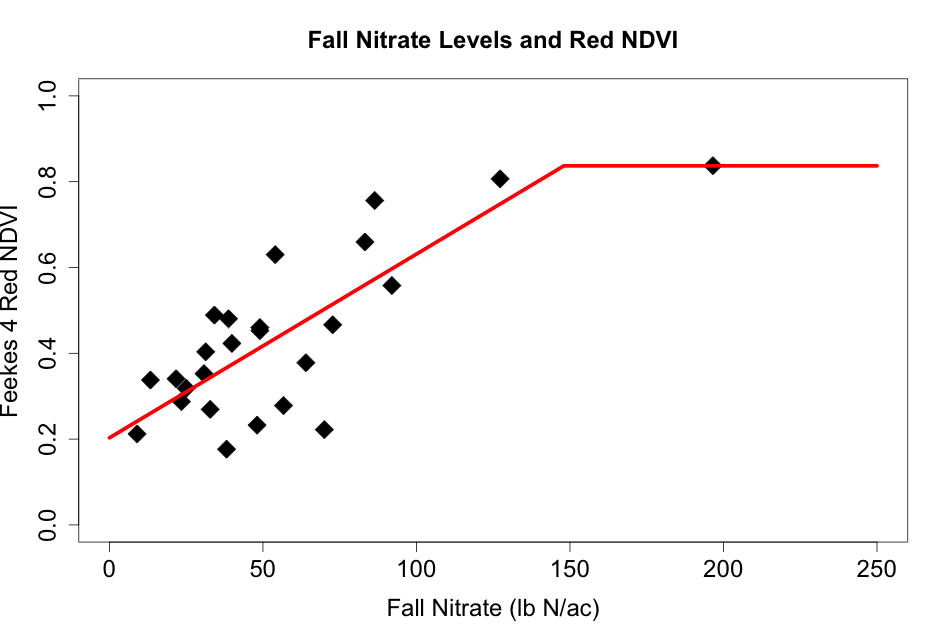 Fall Nitrate Levels and Red NDVI
Feekes 4 Red NDVI
1.0
0.8
0.6
0.4
0.2
0.0
0 50 100 150 200 250
Fall Nitrate (lb N/ac)